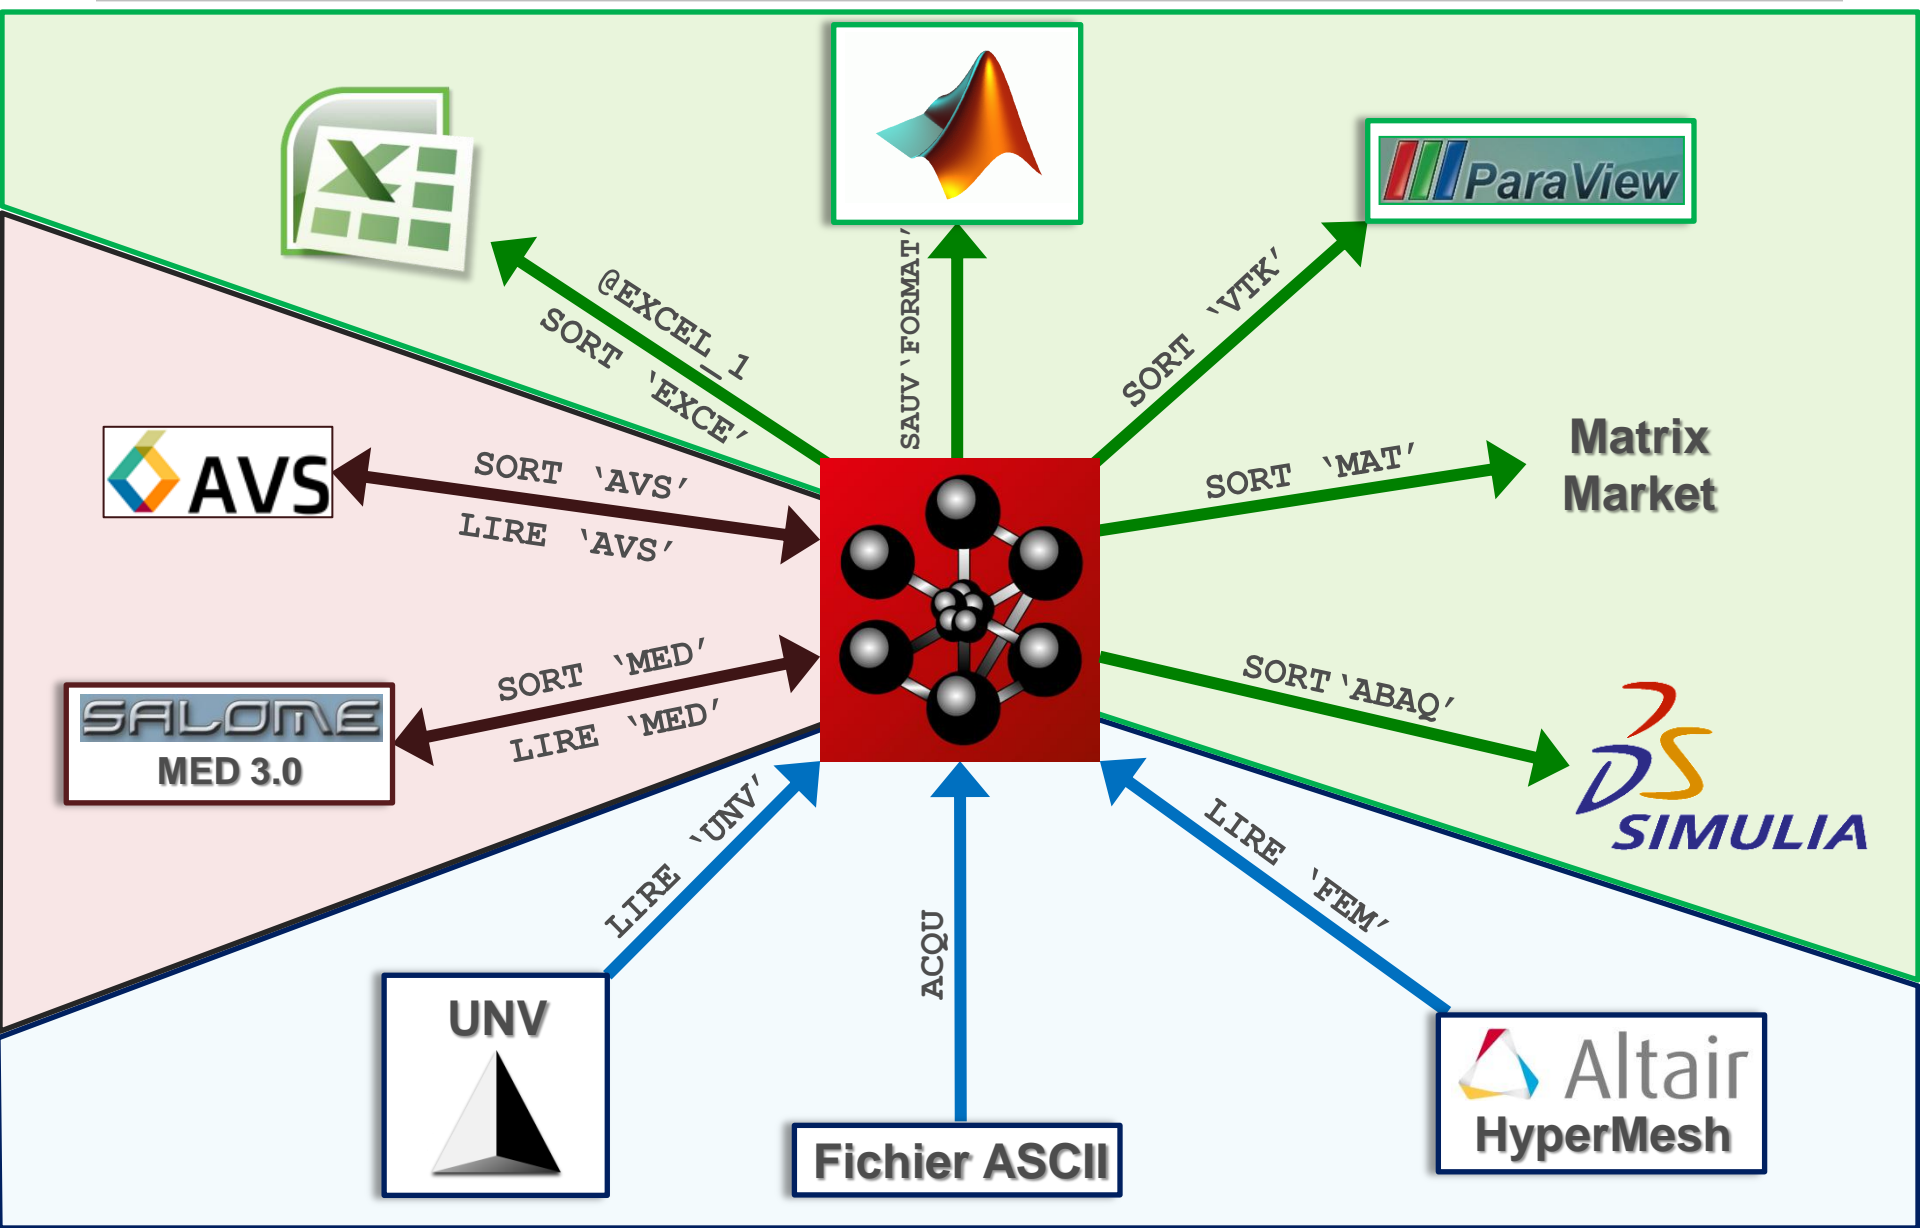 ParaView
@EXCEL_1
SORT ‘EXCE’
SAUV‘FORMAT’
SORT ‘VTK’
Matrix
Market
SORT ‘MAT’
AVS
SORT ‘AVS’
LIRE ‘AVS’
SALOME
MED 3.0
SORT ‘MED’
LIRE ‘MED’
SORT ‘ABAQ’
SIMULIA
LIRE ‘UNV’
ACQU
LIRE ‘FEM’
UNV
Fichier ASCII
Altair
HyperMesh